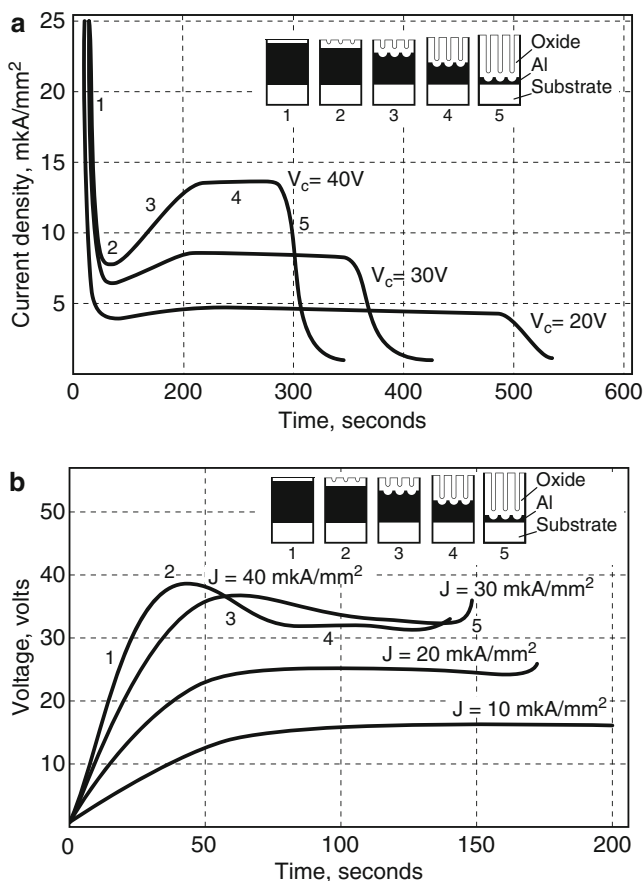 a
25
20
15
10
5
0
Current density, mkA/mm²
1
2
3
4
5
Oxide
Al
Substrate
1 2 3 4 5
V_c= 40V
V_c= 30V
V_c= 20V
0 200 300 400 500 600
Time, seconds
b
50
40
30
20
10
0
Voltage, volts
Oxide
Al
Substrate
1 2 3 4 5
1
2
3
4
5
J = 40 mkA/mm²
J = 30 mkA/mm²
J = 20 mkA/mm²
J = 10 mkA/mm²
0 50 100 150 200
Time, seconds